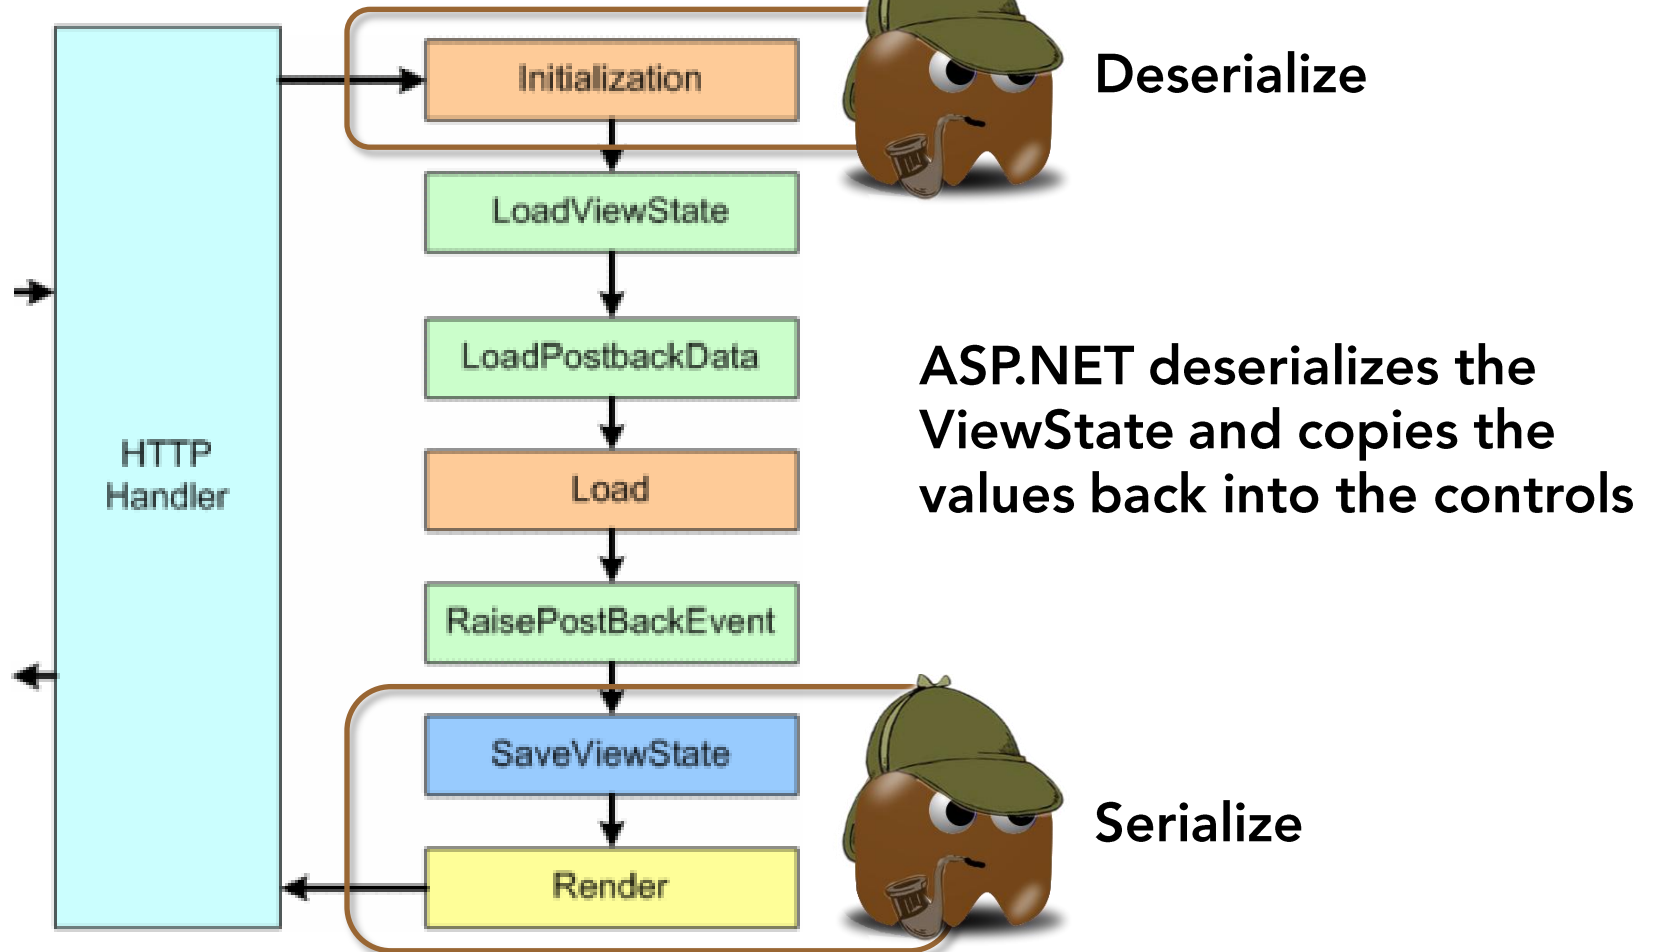 Initialization
Deserialize
LoadViewState
LoadPostbackData
ASP.NET deserializes the
ViewState and copies the
values back into the controls
HTTP
Handler
Load
RaisePostBackEvent
SaveViewState
Serialize
Render